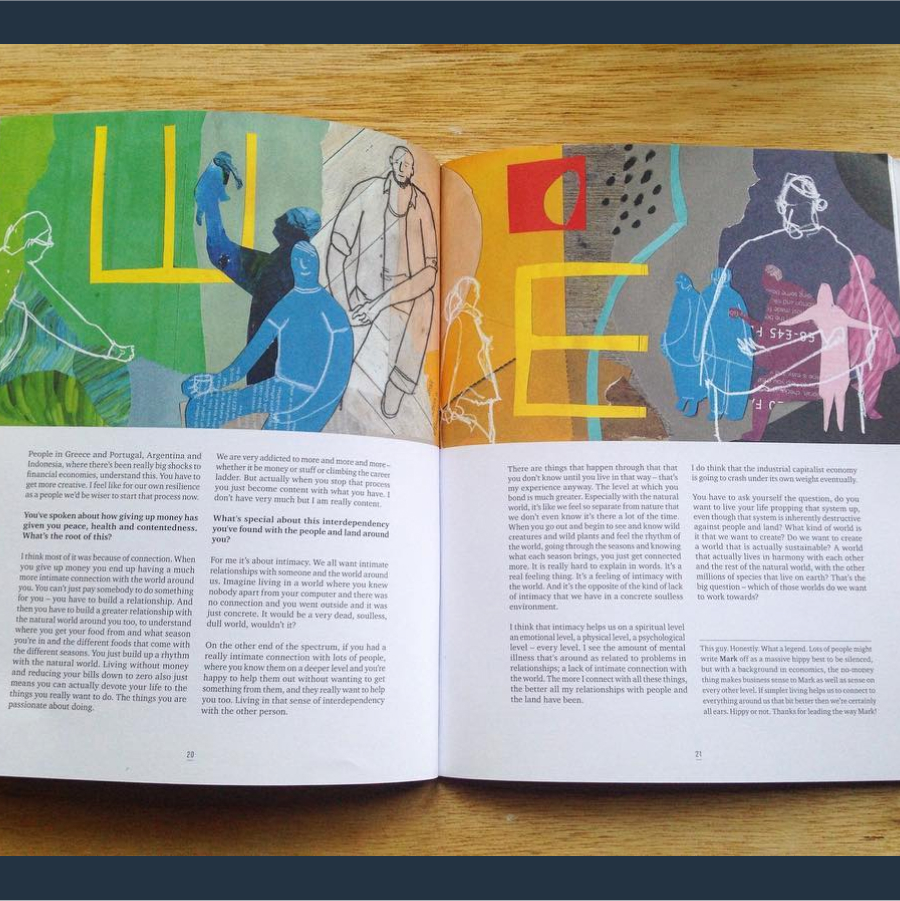 People in Greece and Portugal, Argentina and
Indonesia, where there's been really big shocks to
financial economies, understand this. You have to
get more creative. I feel like for our own resilience
as a people we'd be wiser to start that process now.
You've spoken about how giving up money has
given you peace, health and contentedness.
What's the root of this?
I think most of it was because of connection. When
you give up money you end up having a much
more intimate connection with the world around
you. You can't just pay somebody to do something
for you – you have to build a relationship. And
then you have to build a greater relationship with
the natural world around you too, to understand
where you get your food from and what season
you're in and the different foods that come with
the different seasons. You just build up a rhythm
with the natural world. Living without money
and reducing your bills down to zero also just
means you can actually devote your life to the
things you really want to do. The things you are
passionate about doing.
We are very addicted to more and more and more –
whether it be money or stuff or climbing the career
ladder. But actually when you stop that process
you just become content with what you have. I
don't have very much but I am really content.
What's special about this interdependency
you've found with the people and land around
you?
For me it's about intimacy. We all want intimate
relationships with someone and the world around
us. Imagine living in a world where you knew
nobody apart from your computer and there was
no connection and you went outside and it was
just concrete. It would be a very dead, soulless,
dull world, wouldn't it?
On the other end of the spectrum, if you had a
really intimate connection with lots of people,
where you know them on a deeper level and you're
happy to help them out without wanting to get
something from them, and they really want to help
you too. Living in that sense of interdependency
with the other person.
20
There are things that happen through that that
you don't know until you live in that way – that's
my experience anyway. The level at which you
bond is much greater. Especially with the natural
world, it's like we feel so separate from nature that
we don't even know it's there a lot of the time.
When you go out and begin to see and know wild
creatures and wild plants and feel the rhythm of
the world, going through the seasons and knowing
what each season brings, you just get connected
more. It is really hard to explain in words. It's a
real feeling thing. It's a feeling of intimacy with
the world. And it's the opposite of the kind of lack
of intimacy that we have in a concrete soulless
environment.
I think that intimacy helps us on a spiritual level
an emotional level, a physical level, a psychological
level – every level. I see the amount of mental
illness that's around as related to problems in
relationships; a lack of intimate connection with
the world. The more I connect with all these things,
the better all my relationships with people and
the land have been.
I do think that the industrial capitalist economy
is going to crash under its own weight eventually.
You have to ask yourself the question, do you
want to live your life propping that system up,
even though that system is inherently destructive
against people and land? What kind of world is
it that we want to create? Do we want to create
a world that is actually sustainable? A world
that actually lives in harmony with each other
and the rest of the natural world, with the other
millions of species that live on earth? That's the
big question – which of those worlds do we want
to work towards?
This guy. Honestly. What a legend. Lots of people might
write Mark off as a massive hippy best to be silenced,
but with a background in economics, the no-money
thing makes business sense to Mark as well as sense on
every other level. If simpler living helps us to connect to
everything around us that bit better then we're certainly
all ears. Hippy or not. Thanks for leading the way Mark!
21